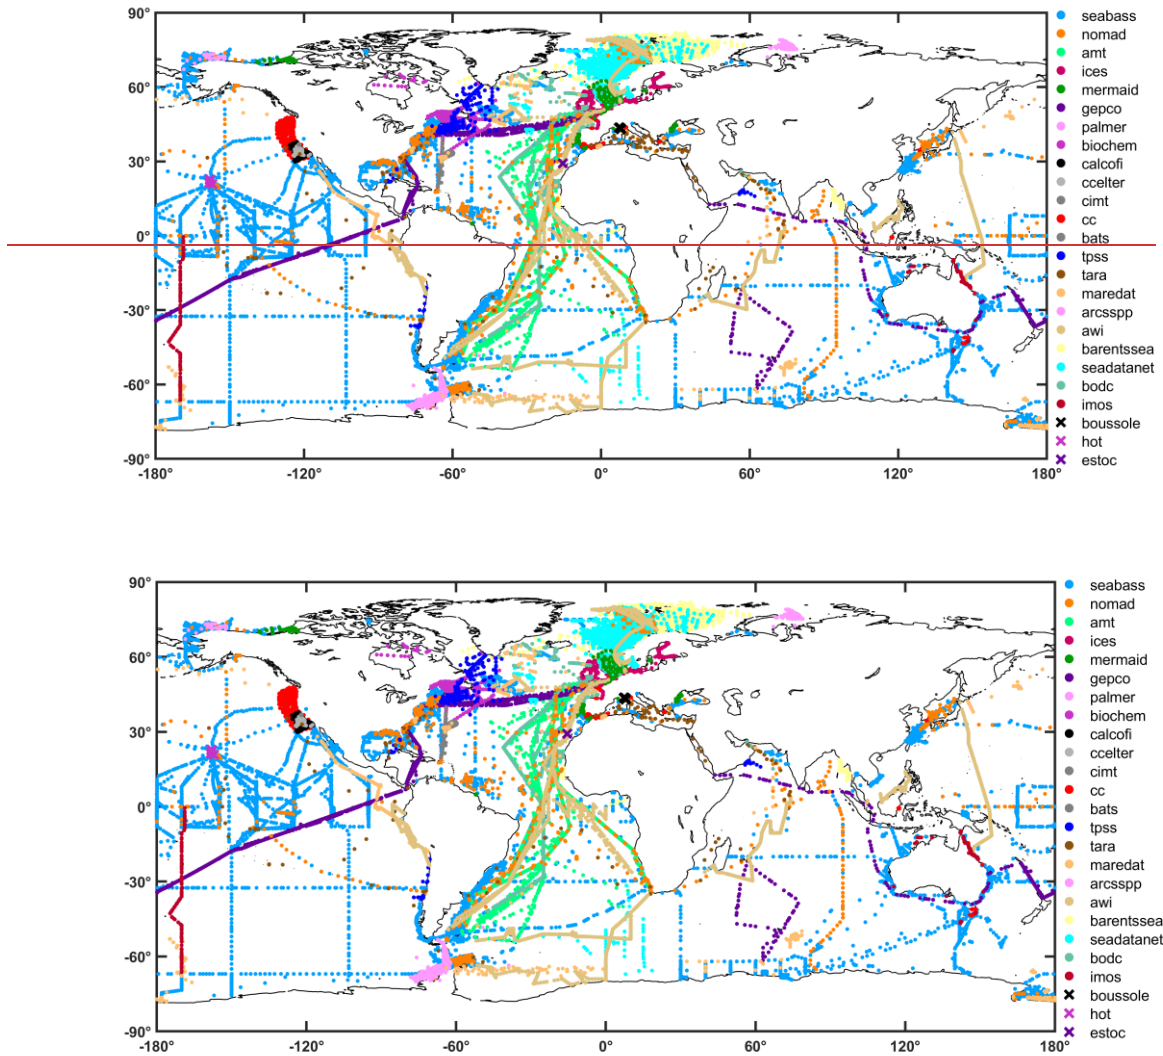 90°
60°
30°
0°
-30°
-60°
-90°
-180°
-120°
-60°
0°
60°
120°
180°
seabass
nomad
amt
ices
mermaid
gepco
palmer
biochem
calcofi
ccelter
cimt
cc
bats
tpss
tara
maredat
arcsspp
awi
barentssea
seadatanet
bodc
imos
boussole
hot
estoc
90°
60°
30°
0°
-30°
-60°
-90°
-180°
-120°
-60°
0°
60°
120°
180°
seabass
nomad
amt
ices
mermaid
gepco
palmer
biochem
calcofi
ccelter
cimt
cc
bats
tpss
tara
maredat
arcsspp
awi
barentssea
seadatanet
bodc
imos
boussole
hot
estoc